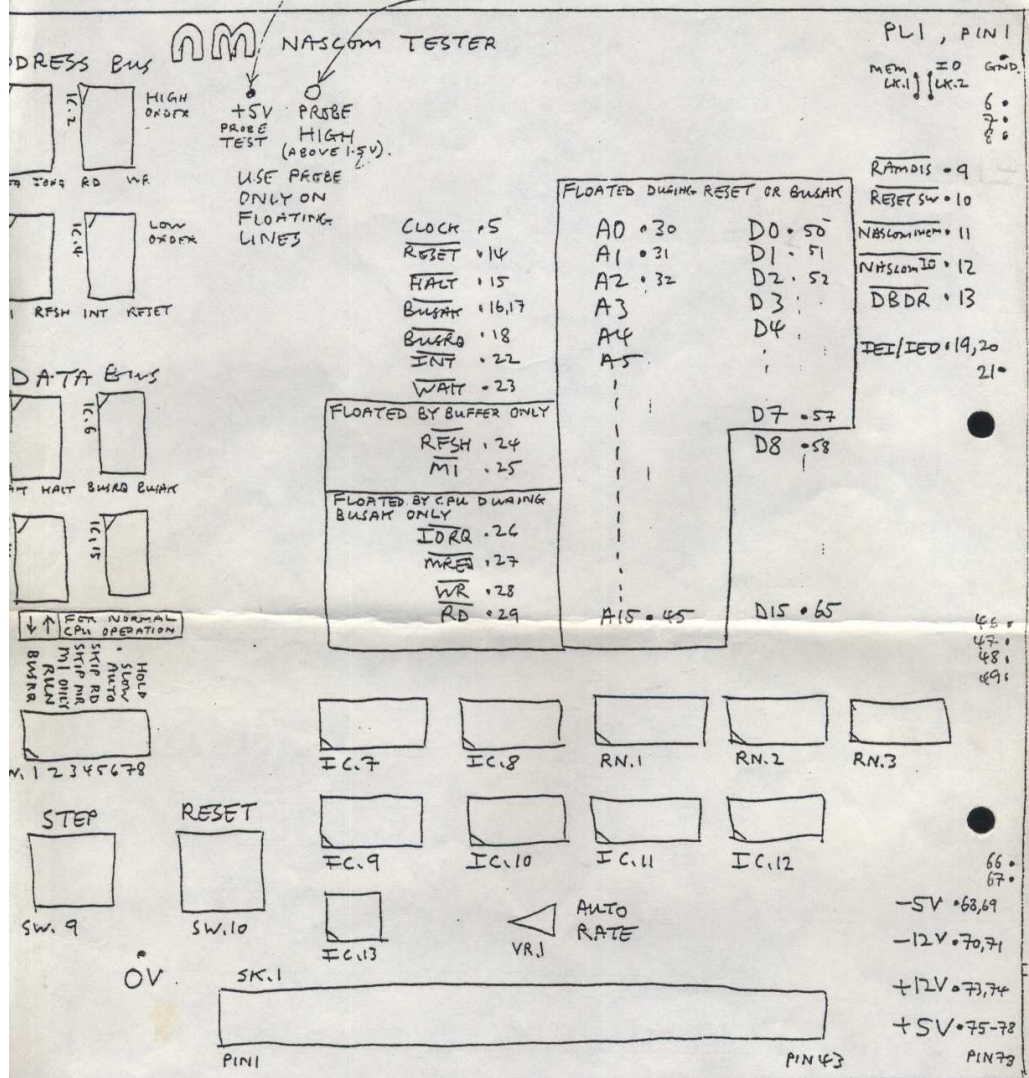 NM NASCOM TESTER
PL1, PIN1
DDRESS BUS
MEM LK.1
IO LK.2
GND
6
7
8
IC.2
HIGH ORDER
IORQ RD WR
+5V PROBE TEST
PROBE HIGH (ABOVE 1.5V).
USE PROBE
ONLY ON
FLOATING
LINES
IC.14
LOW ORDER
RFSH INT RESET
RAMDIS • 9
RESET SW • 10
NASCOM MEM • 11
NASCOM IO • 12
DBDR • 13
IEI/IEO • 19,20
21 •
CLOCK • 5
RESET • 14
HALT • 15
BUSAK • 16,17
BUSRQ • 18
INT • 22
WAIT • 23
FLOATED BY BUFFER ONLY
RFSH • 24
M1 • 25
FLOATED BY CPU DURING
BUSAK ONLY
IORQ • 26
MREQ • 27
WR • 28
RD • 29
FLOATED DURING RESET OR BUSAK
A0 • 30
A1 • 31
A2 • 32
A3
A4
A5
A15 • 45
D0 • 50
D1 • 51
D2 • 52
D3
D4
D7 • 57
D8 • 58
D15 • 65
DATA BUS
IC.6
HALT BUSRQ BUSAK
IC.15
↓ ↑ FOR NORMAL
CPU OPERATION
BUSRQ
RUN
M1 ONLY
SKIP WR
SKIP RD
AUTO
SLOW
HOLD
1 2 3 4 5 6 7 8
47 •
48 •
49 •
IC.7
IC.8
RN.1
RN.2
RN.3
STEP
RESET
SW.9
SW.10
IC.9
IC.10
IC.11
IC.12
IC.13
VR.1
AUTO
RATE
66 •
67 •
-5V • 68,69
-12V • 70,71
+12V • 73,74
+5V • 75-78
PIN78
0V
SK.1
PIN1
PIN43